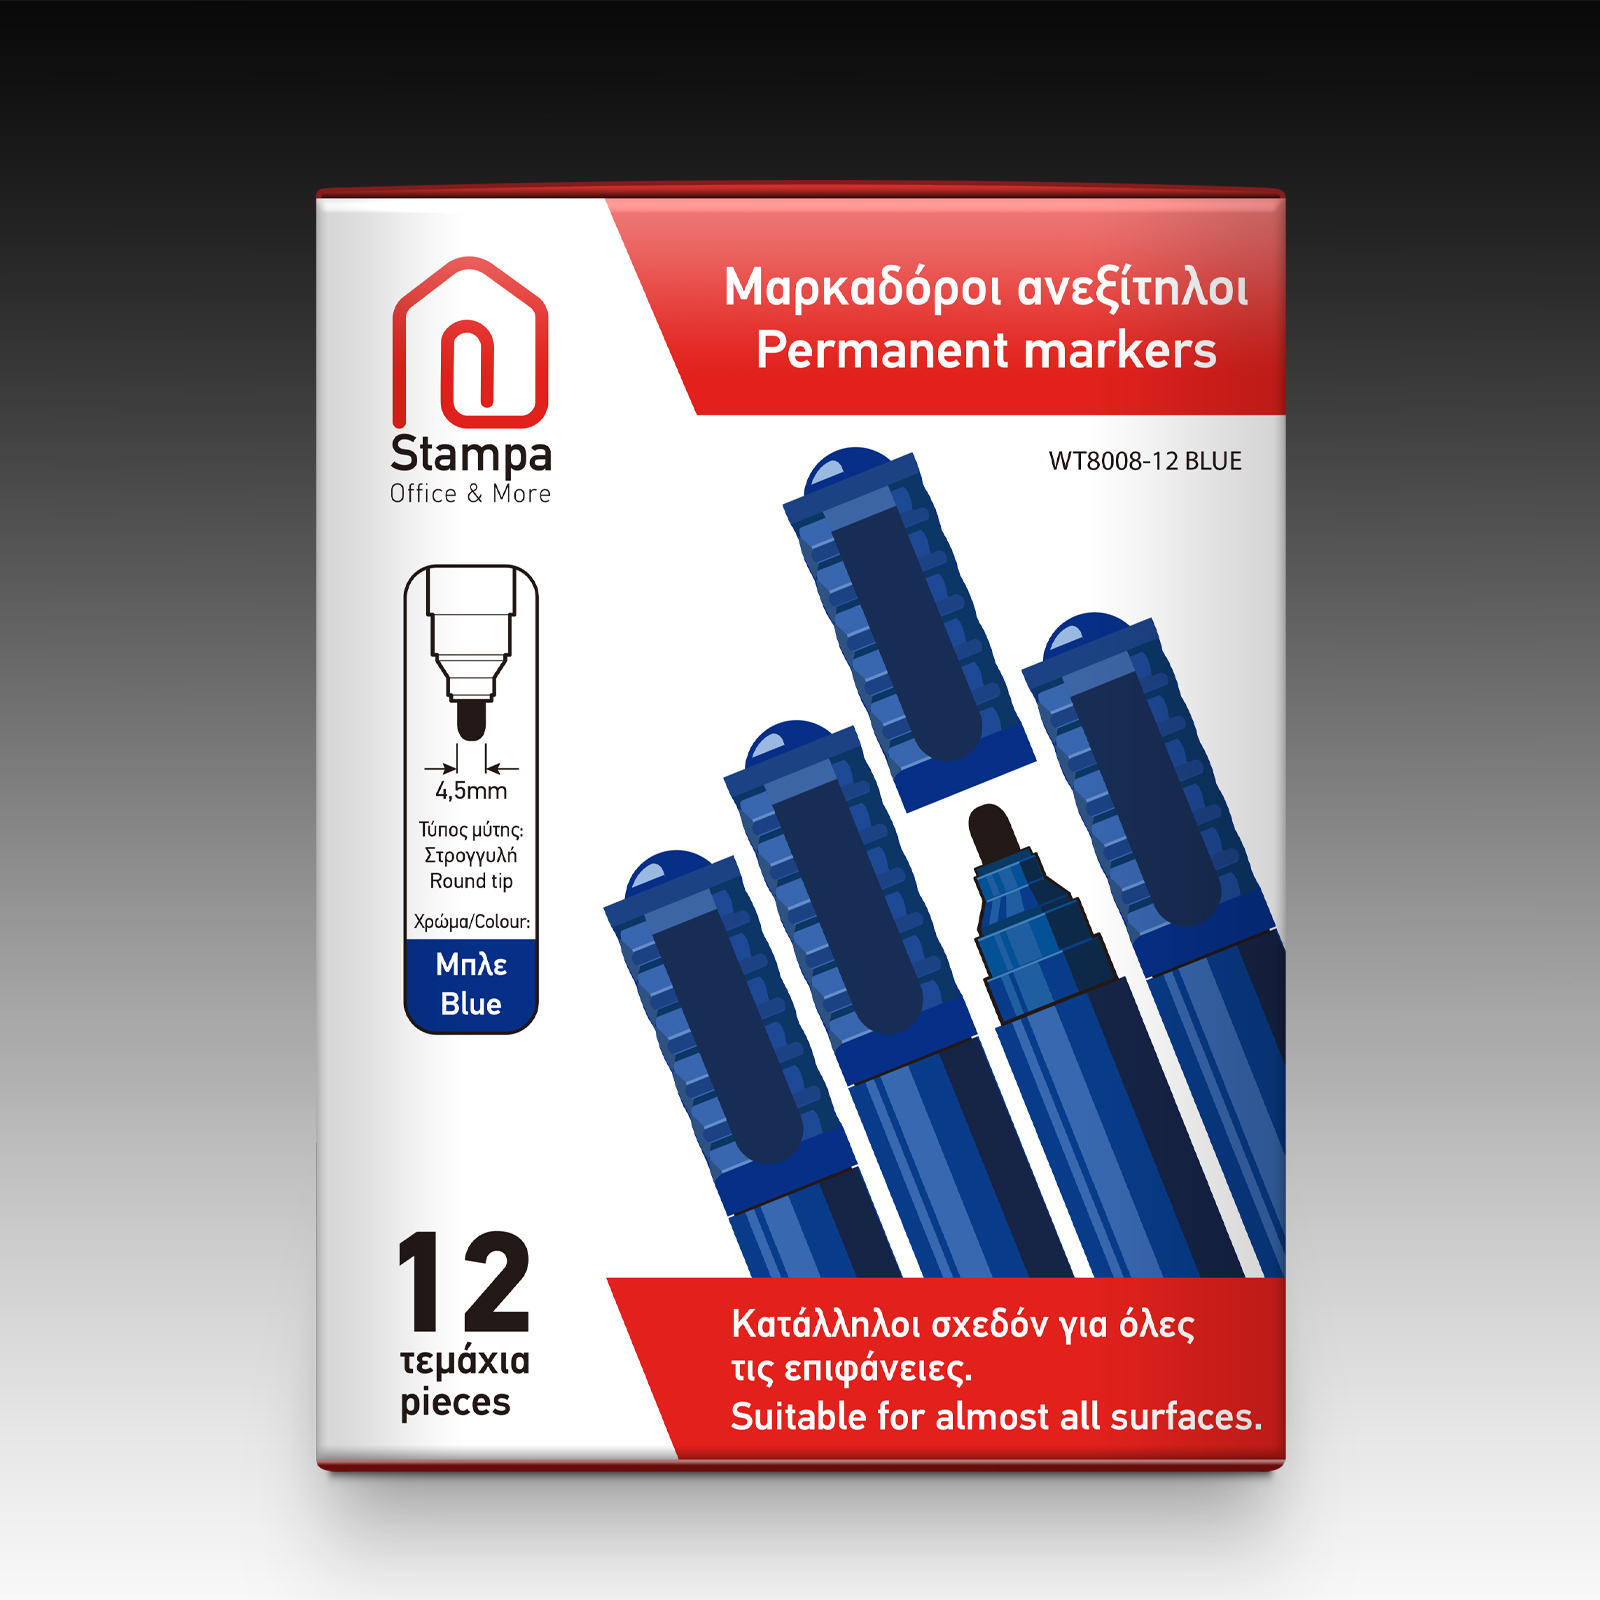 Μαρκαδόροι ανεξίτηλοι
Permanent markers
Stampa
Office & More
WT8008-12 BLUE
4,5mm
Τύπος μύτης:
Στρογγυλή
Round tip
Χρώμα/Colour:
Μπλε
Blue
12
τεμάχια
pieces
Κατάλληλοι σχεδόν για όλες
τις επιφάνειες.
Suitable for almost all surfaces.